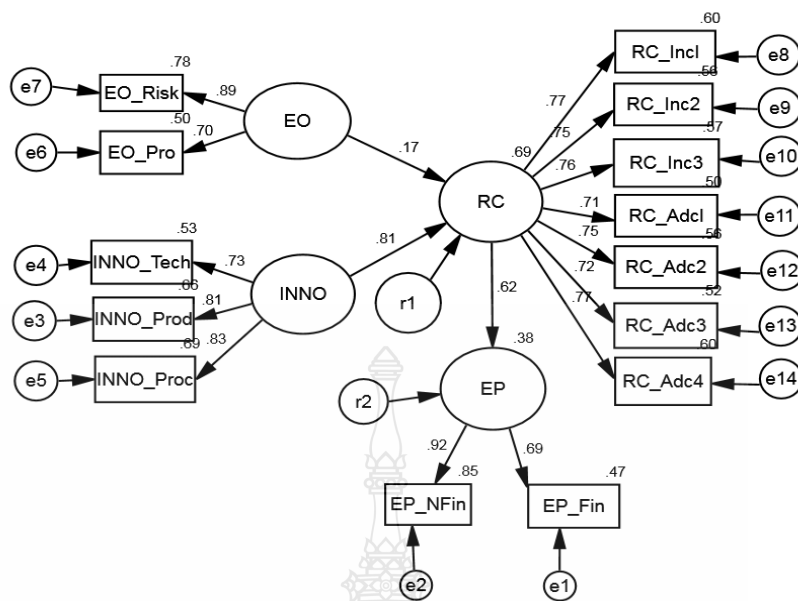 .60
RC_Incl
e8
.56
.77
RC_Inc2
e9
.57
.75
RC_Inc3
e10
.50
.76
RC_Adcl
e11
.56
.71
RC_Adc2
e12
.75
RC_Adc3
e13
.52
.72
RC_Adc4
e14
.60
.77
.78
e7
EO_Risk
.89
EO
.50
.70
e6
EO_Pro
.17
.69
RC
.53
e4
INNO_Tech
.73
.81
INNO
.66
e3
INNO_Prod
.81
.69
.83
e5
INNO_Proc
r1
.62
.38
EP
r2
.92
.69
.85
.47
EP_NFin
EP_Fin
e2
e1